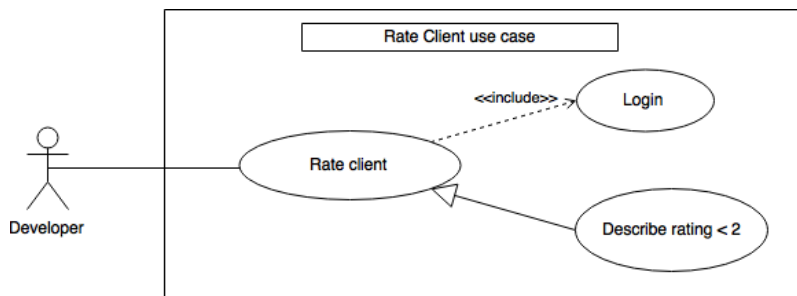 Rate Client use case
<<include>>
Login
Rate client
Developer
Describe rating < 2